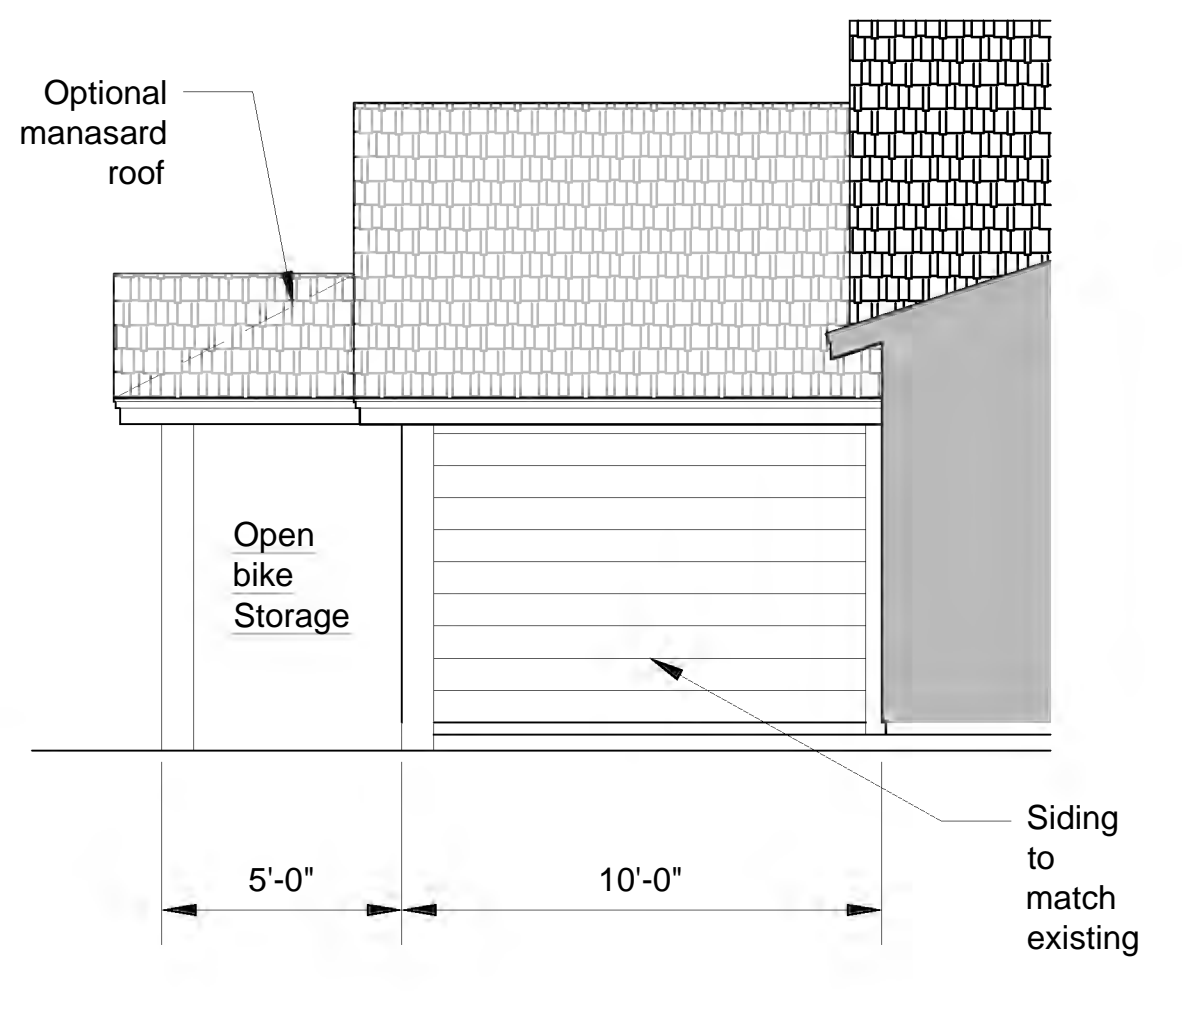 Optional
manasard
roof
Open
bike
Storage
5'-0"
10'-0"
Siding
to
match
existing